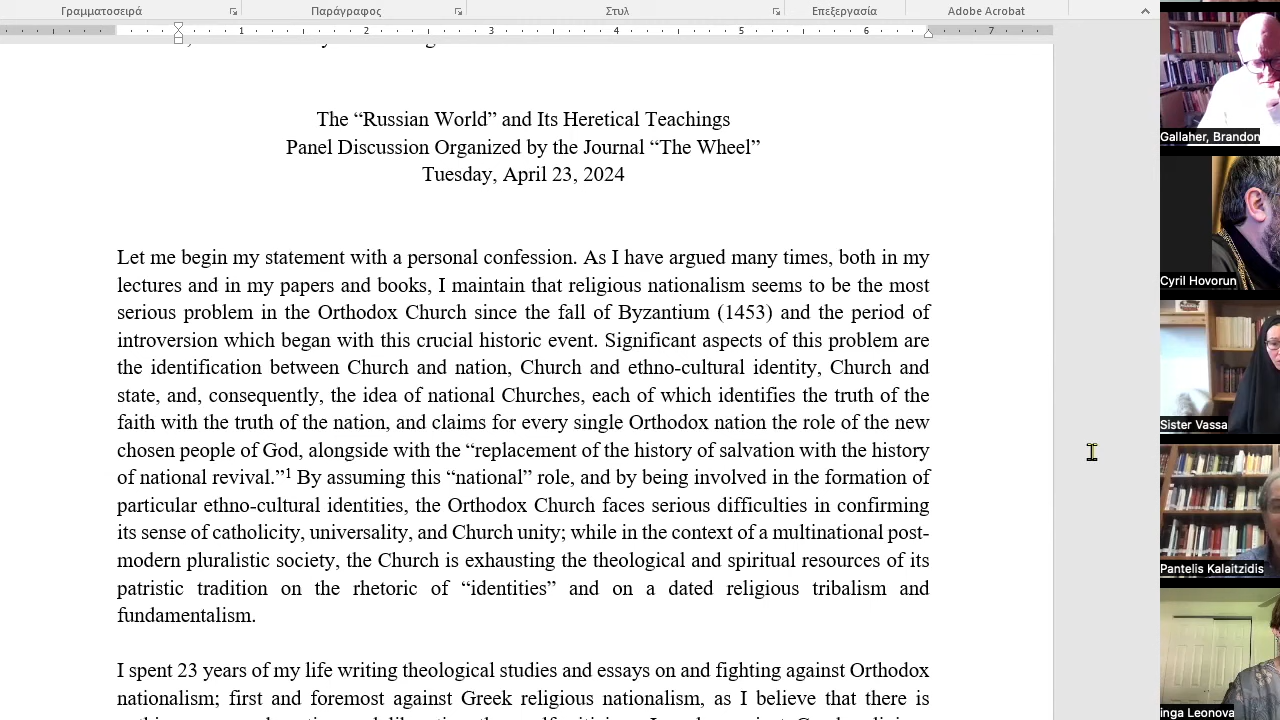 Γραμματοσειρά
Παράγραφος
Στυλ
Επεξεργασία
Adobe Acrobat
1 2 4 5 6 7
The “Russian World” and Its Heretical Teachings
Panel Discussion Organized by the Journal “The Wheel”
Tuesday, April 23, 2024
Let me begin my statement with a personal confession. As I have argued many times, both in my
lectures and in my papers and books, I maintain that religious nationalism seems to be the most
serious problem in the Orthodox Church since the fall of Byzantium (1453) and the period of
introversion which began with this crucial historic event. Significant aspects of this problem are
the identification between Church and nation, Church and ethno-cultural identity, Church and
state, and, consequently, the idea of national Churches, each of which identifies the truth of the
faith with the truth of the nation, and claims for every single Orthodox nation the role of the new
chosen people of God, alongside with the “replacement of the history of salvation with the history
of national revival.”1 By assuming this “national” role, and by being involved in the formation of
particular ethno-cultural identities, the Orthodox Church faces serious difficulties in confirming
its sense of catholicity, universality, and Church unity; while in the context of a multinational post-
modern pluralistic society, the Church is exhausting the theological and spiritual resources of its
patristic tradition on the rhetoric of “identities” and on a dated religious tribalism and
fundamentalism.
I spent 23 years of my life writing theological studies and essays on and fighting against Orthodox
nationalism; first and foremost against Greek religious nationalism, as I believe that there is
Gallaher, Brandon
Cyril Hovorun
Sister Vassa
Pantelis Kalaitzidis
inga Leonova